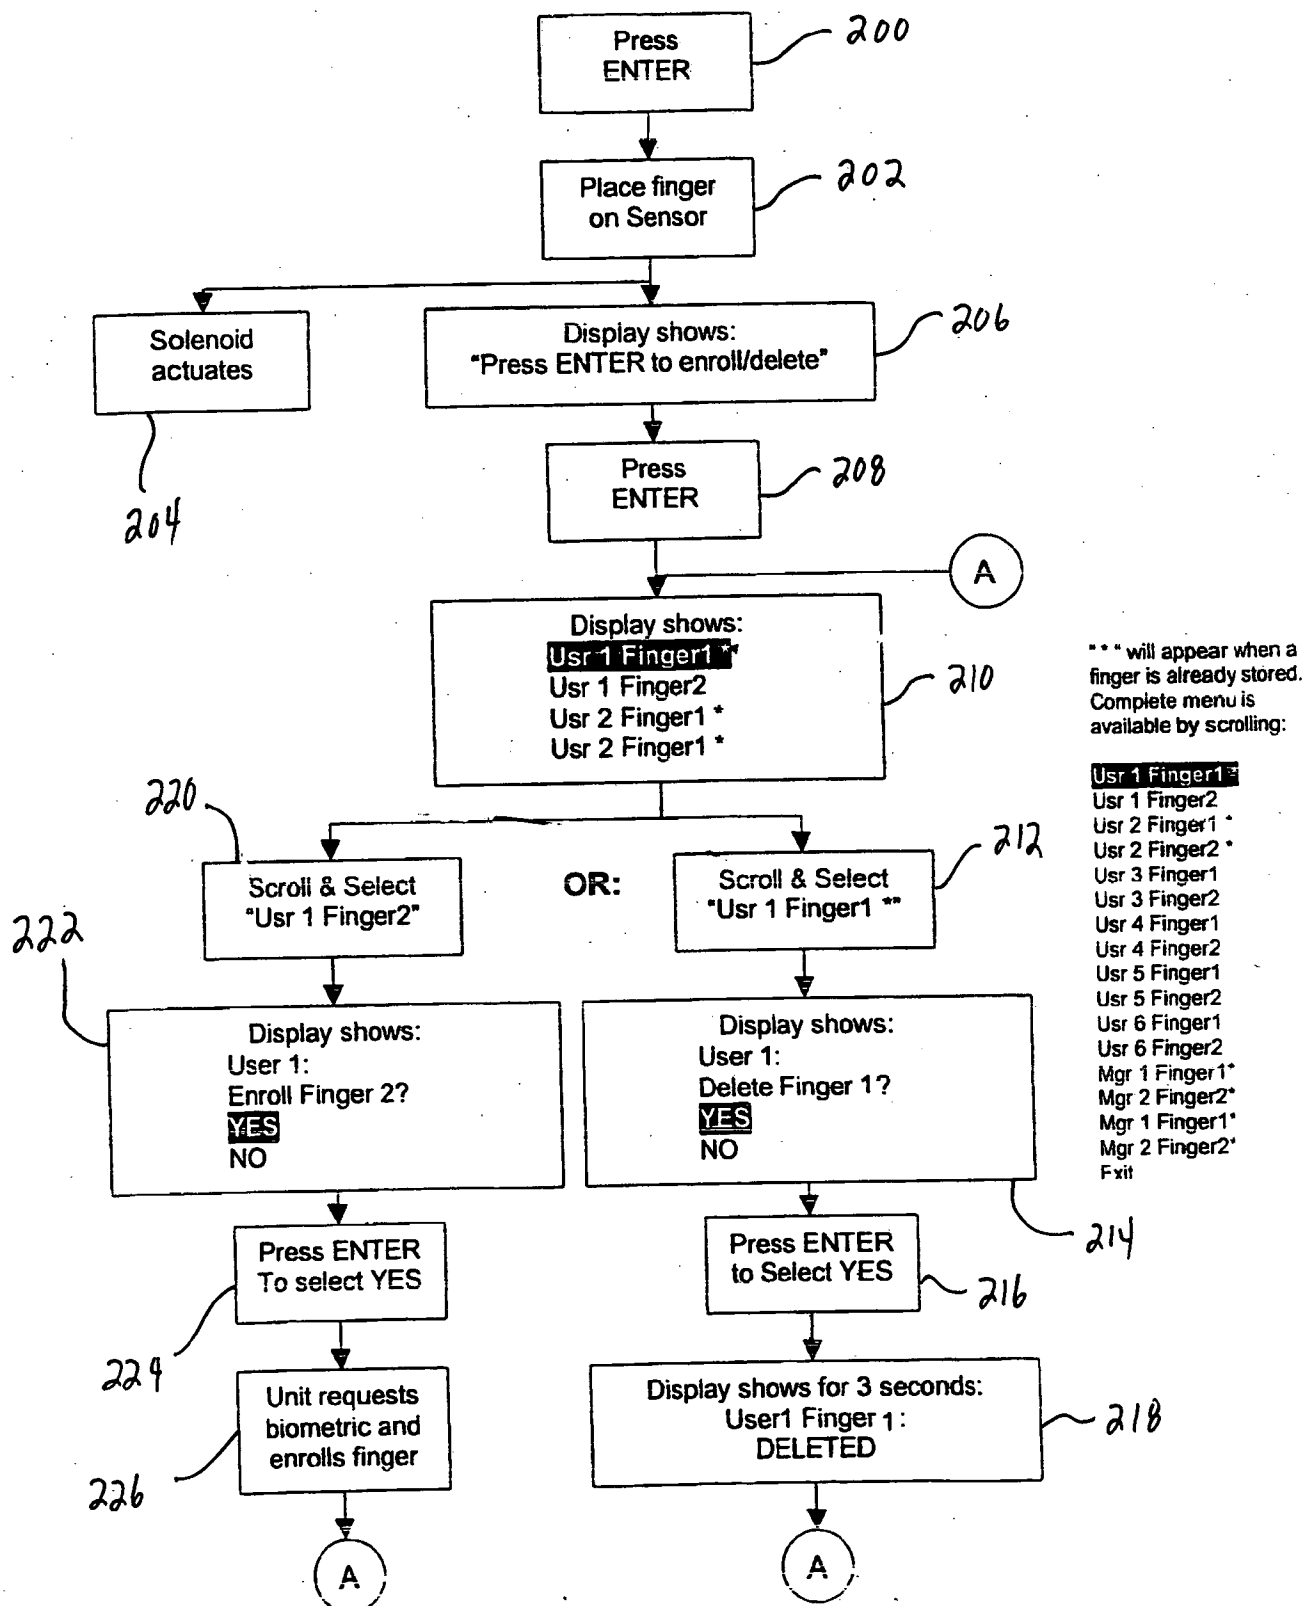 Press
ENTER
200
Place finger
on Sensor
202
Solenoid
actuates
204
Display shows:
"Press ENTER to enroll/delete"
206
Press
ENTER
208
A
Display shows:
Usr 1 Finger1 *
Usr 1 Finger2
Usr 2 Finger1 *
Usr 2 Finger1 *
210
" * " will appear when a
finger is already stored.
Complete menu is
available by scrolling:
Usr 1 Finger1 *
Usr 1 Finger2
Usr 2 Finger1 *
Usr 2 Finger2 *
Usr 3 Finger1
Usr 3 Finger2
Usr 4 Finger1
Usr 4 Finger2
Usr 5 Finger1
Usr 5 Finger2
Usr 6 Finger1
Usr 6 Finger2
Mgr 1 Finger1*
Mgr 2 Finger2*
Mgr 1 Finger1*
Mgr 2 Finger2*
Exit
220
Scroll & Select
"Usr 1 Finger2"
OR:
Scroll & Select
"Usr 1 Finger1 *"
212
222
Display shows:
User 1:
Enroll Finger 2?
YES
NO
Display shows:
User 1:
Delete Finger 1?
YES
NO
214
Press ENTER
To select YES
224
Press ENTER
to Select YES
216
Unit requests
biometric and
enrolls finger
226
Display shows for 3 seconds:
User1 Finger 1:
DELETED
218
A
A